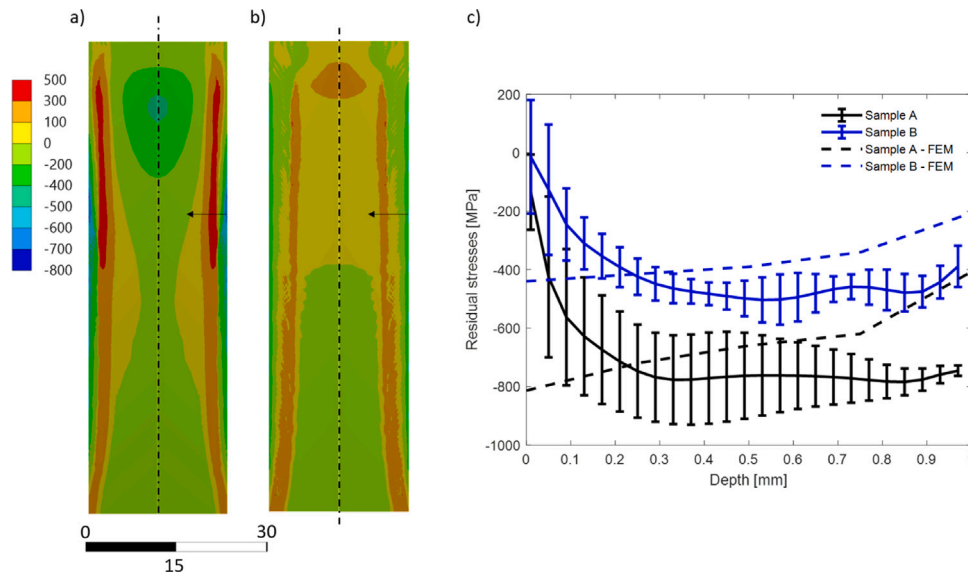 a)
b)
c)
500
300
100
0
-200
-400
-500
-600
-700
-800
0
30
15
200
0
-200
-400
-600
-800
-1000
Residual stresses [MPa]
Sample A
Sample B
Sample A - FEM
Sample B - FEM
0 0.1 0.2 0.3 0.4 0.5 0.6 0.7 0.8 0.9
Depth [mm]